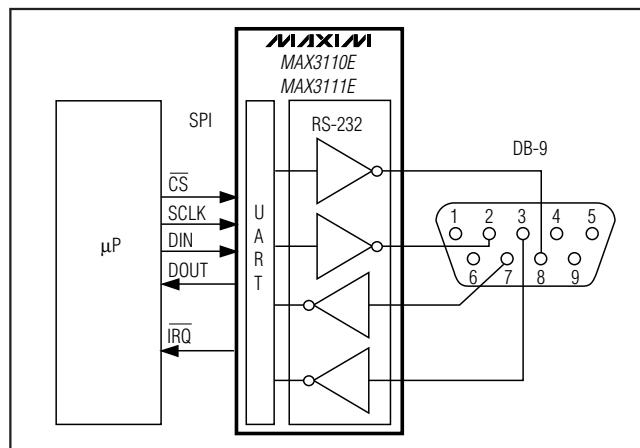 MAXIM
MAX3110E
MAX3111E
SPI
RS-232
DB-9
CS
SCLK
DIN
DOUT
IRQ
µP
UART
1 2 3 4 5
6 7 8 9